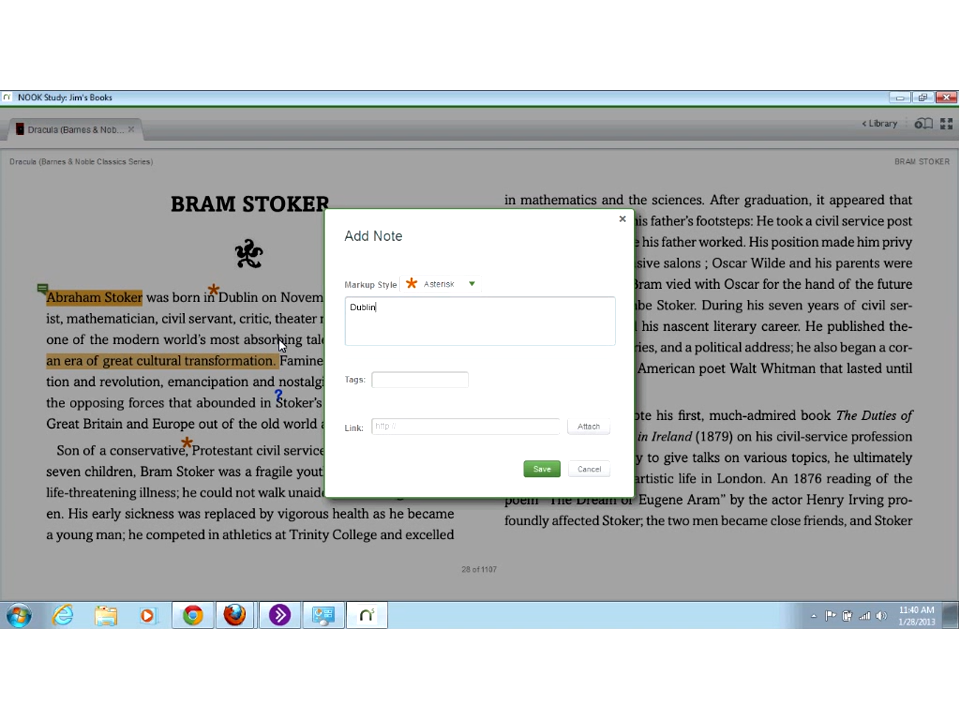 NOOK Study: Jim's Books
Dracula (Barnes & Nob...
< Library
Dracula (Barnes & Noble Classics Series)
BRAM STOKER
BRAM STOKER
Abraham Stoker was born in Dublin on Novem
ist, mathematician, civil servant, critic, theater
one of the modern world's most absorbing tal
an era of great cultural transformation. Famine
tion and revolution, emancipation and nostalgi
the opposing forces that abounded in Stoker's
Great Britain and Europe out of the old world
Son of a conservative, Protestant civil service
seven children, Bram Stoker was a fragile yout
life-threatening illness; he could not walk unaid
en. His early sickness was replaced by vigorous health as he became
a young man; he competed in athletics at Trinity College and excelled
Add Note
Markup Style
Asterisk
Dublin
Tags:
Link:
http://
Attach
Save
Cancel
in mathematics and the sciences. After graduation, it appeared that
his father's footsteps: He took a civil service post
his father worked. His position made him privy
sive salons ; Oscar Wilde and his parents were
Bram vied with Oscar for the hand of the future
be Stoker. During his seven years of civil ser-
his nascent literary career. He published the-
ries, and a political address; he also began a cor-
American poet Walt Whitman that lasted until
te his first, much-admired book The Duties of
in Ireland (1879) on his civil-service profession
y to give talks on various topics, he ultimately
artistic life in London. An 1876 reading of the
poem "The Dream of Eugene Aram" by the actor Henry Irving pro-
foundly affected Stoker; the two men became close friends, and Stoker
28 of 1107
11:40 AM
1/28/2013